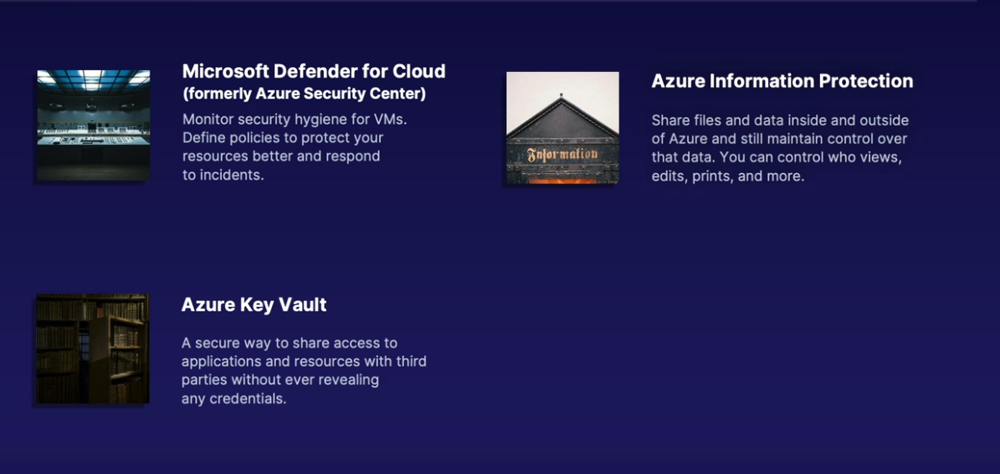 Microsoft Defender for Cloud
(formerly Azure Security Center)
Monitor security hygiene for VMs.
Define policies to protect your
resources better and respond
to incidents.
Information
Azure Information Protection
Share files and data inside and outside
of Azure and still maintain control over
that data. You can control who views,
edits, prints, and more.
Azure Key Vault
A secure way to share access to
applications and resources with third
parties without ever revealing
any credentials.